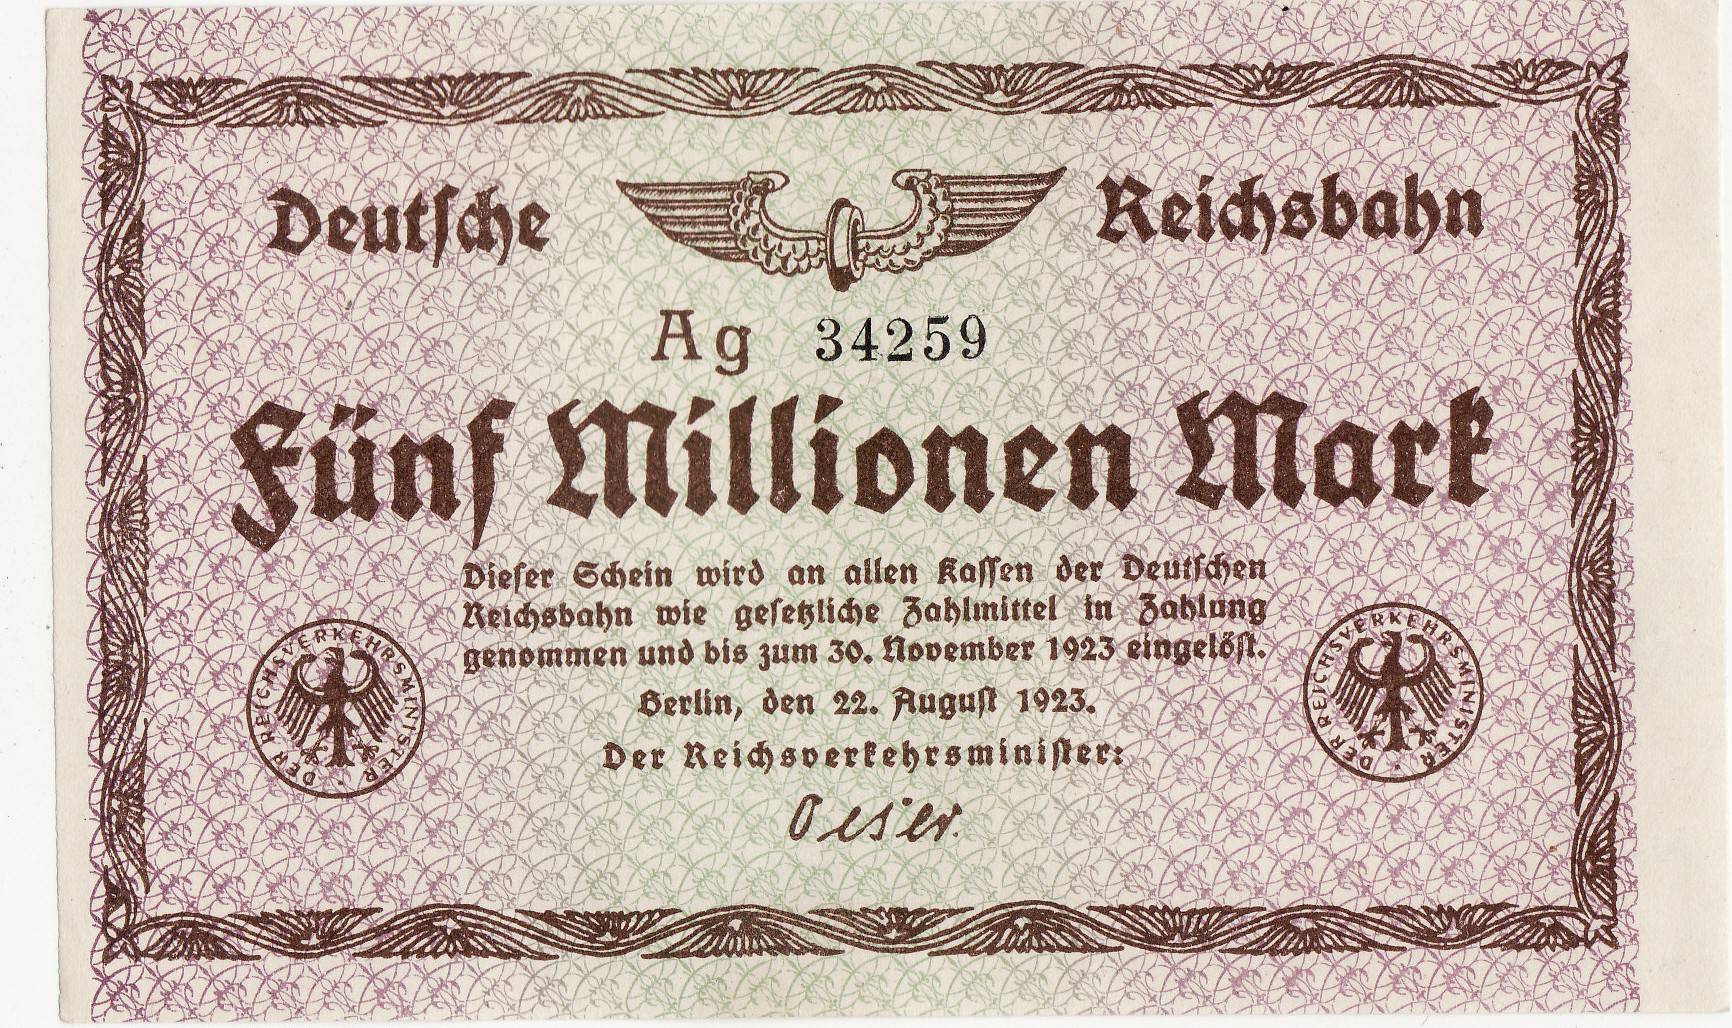 Deutsche Reichsbahn
Ag 34259
Fünf Millionen Mark
Dieser Schein wird an allen Kassen der Deutschen
Reichsbahn wie gesetzliche Zahlmittel in Zahlung
genommen und bis zum 30. November 1923 eingelöst.
Berlin, den 22. August 1923.
Der Reichsverkehrsminister:
Oeser.
DER REICHSVERKEHRSMINISTER
DER REICHSVERKEHRSMINISTER